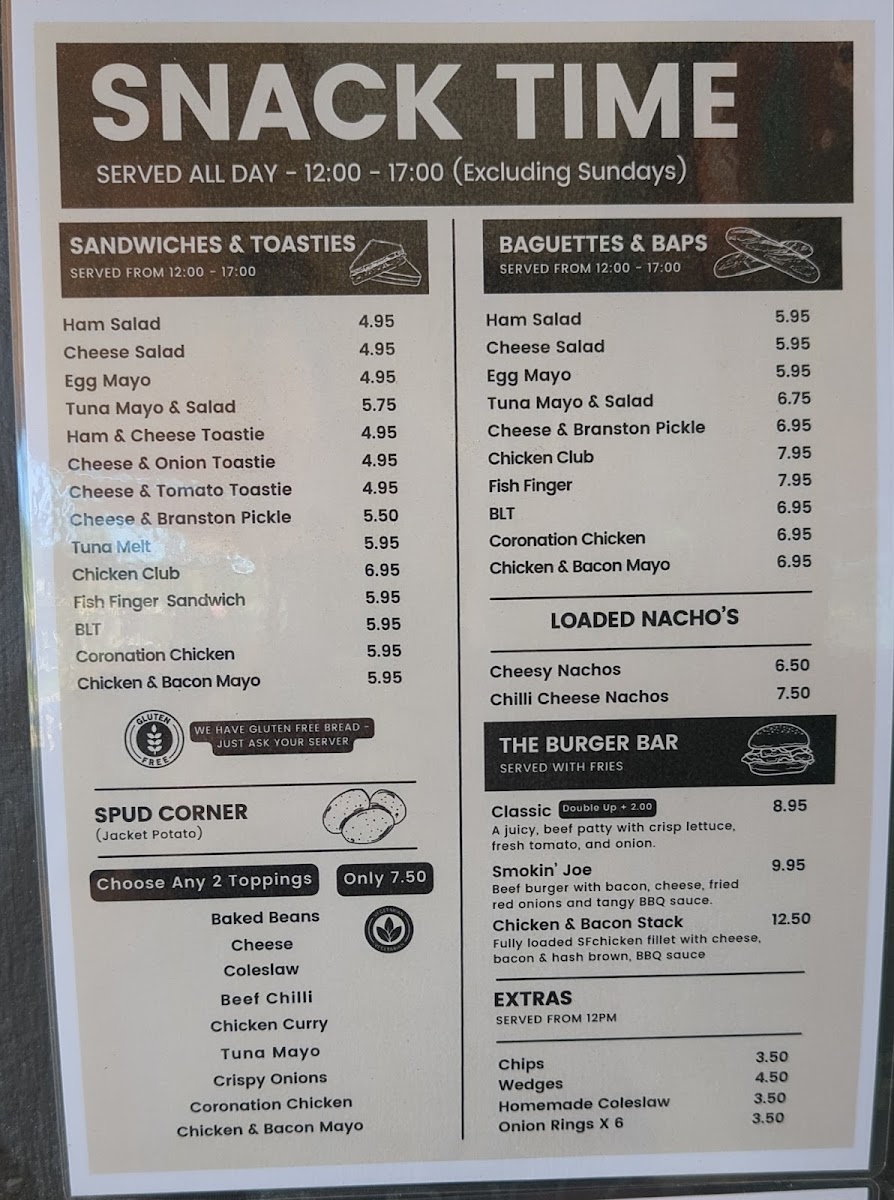 SNACK TIME
SERVED ALL DAY - 12:00 - 17:00 (Excluding Sundays)
SANDWICHES & TOASTIES
SERVED FROM 12:00 - 17:00
Ham Salad 4.95
Cheese Salad 4.95
Egg Mayo 4.95
Tuna Mayo & Salad 5.75
Ham & Cheese Toastie 4.95
Cheese & Onion Toastie 4.95
Cheese & Tomato Toastie 4.95
Cheese & Branston Pickle 5.50
Tuna Melt 5.95
Chicken Club 6.95
Fish Finger Sandwich 5.95
BLT 5.95
Coronation Chicken 5.95
Chicken & Bacon Mayo 5.95
GLUTEN
FREE
WE HAVE GLUTEN FREE BREAD -
JUST ASK YOUR SERVER
SPUD CORNER
(Jacket Potato)
Choose Any 2 Toppings Only 7.50
Baked Beans
Cheese
Coleslaw
Beef Chilli
Chicken Curry
Tuna Mayo
Crispy Onions
Coronation Chicken
Chicken & Bacon Mayo
VEGETARIAN
VEGETARIAN
BAGUETTES & BAPS
SERVED FROM 12:00 - 17:00
Ham Salad 5.95
Cheese Salad 5.95
Egg Mayo 5.95
Tuna Mayo & Salad 6.75
Cheese & Branston Pickle 6.95
Chicken Club 7.95
Fish Finger 7.95
BLT 6.95
Coronation Chicken 6.95
Chicken & Bacon Mayo 6.95
LOADED NACHO'S
Cheesy Nachos 6.50
Chilli Cheese Nachos 7.50
THE BURGER BAR
SERVED WITH FRIES
Classic Double Up + 2.00 8.95
A juicy, beef patty with crisp lettuce,
fresh tomato, and onion.
Smokin' Joe 9.95
Beef burger with bacon, cheese, fried
red onions and tangy BBQ sauce.
Chicken & Bacon Stack 12.50
Fully loaded SFchicken fillet with cheese,
bacon & hash brown, BBQ sauce
EXTRAS
SERVED FROM 12PM
Chips 3.50
Wedges 4.50
Homemade Coleslaw 3.50
Onion Rings X 6 3.50